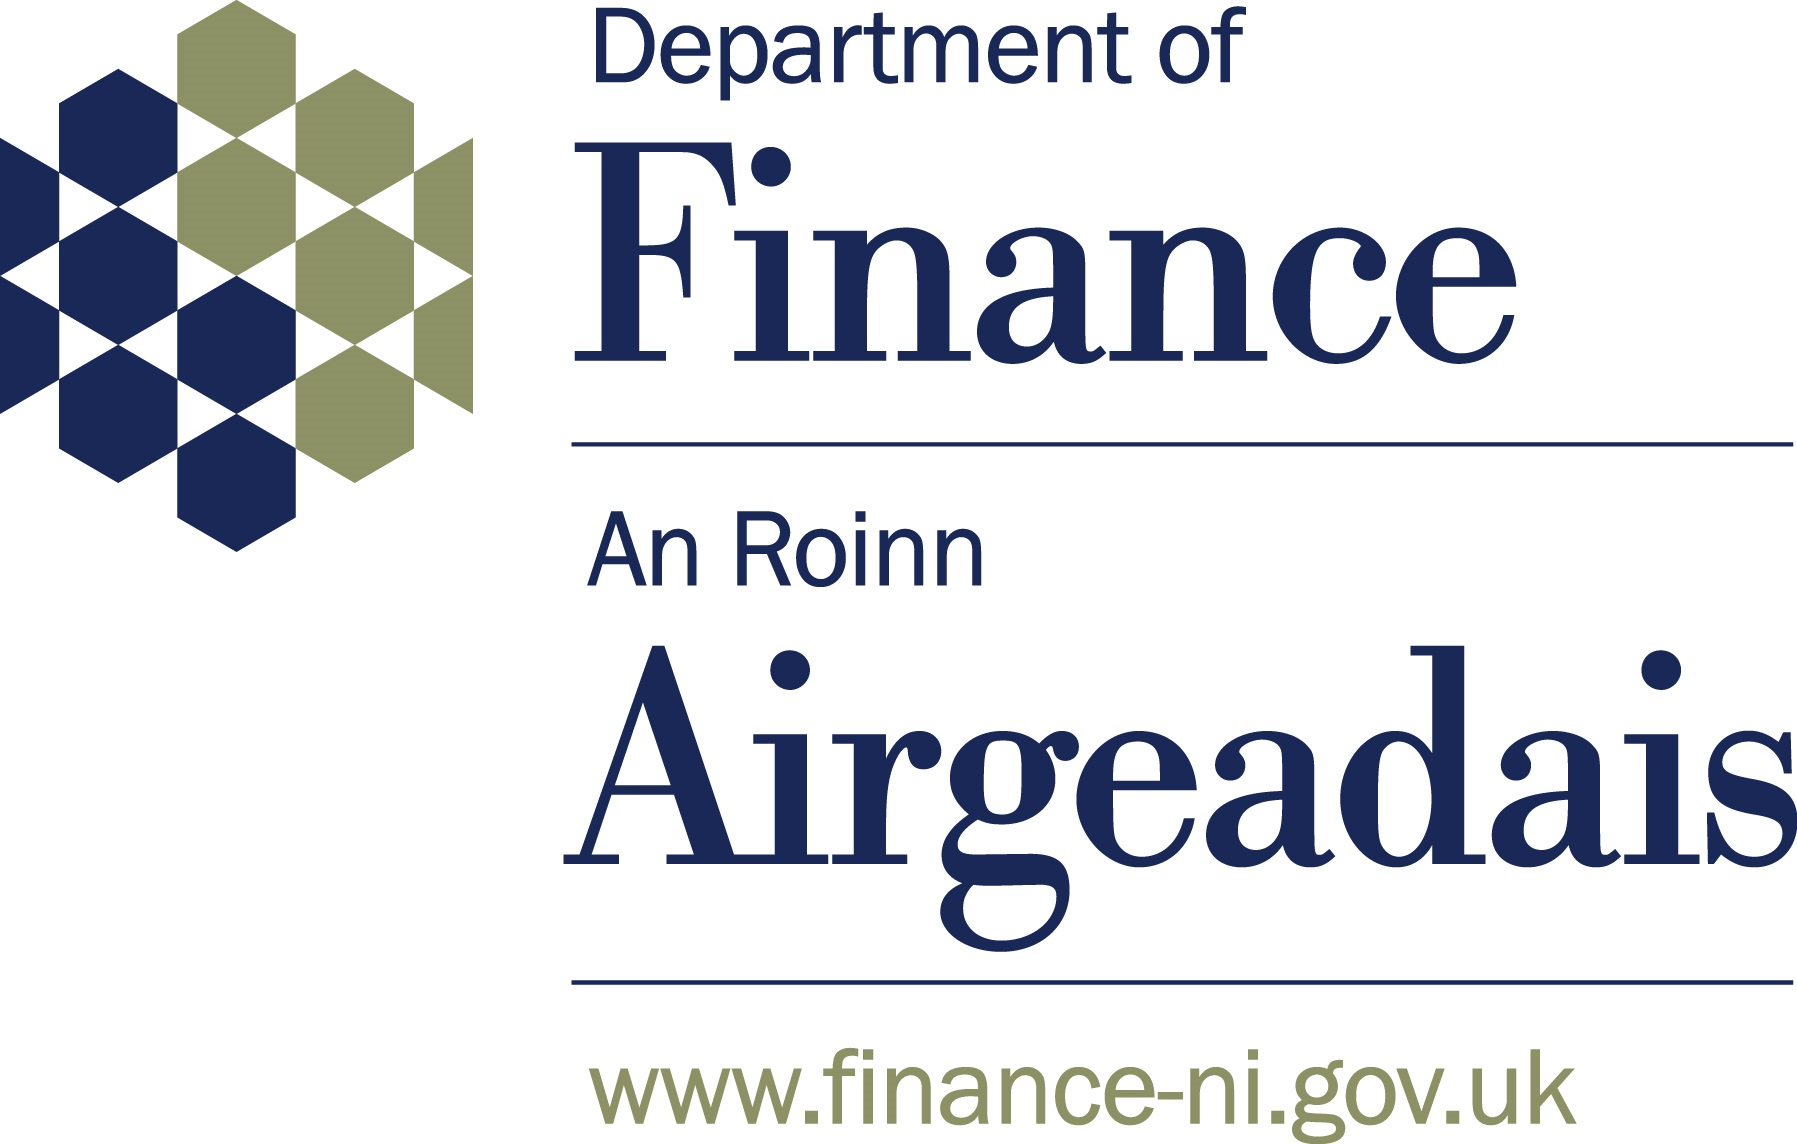 Department of
Finance
An Roinn
Airgeadais
www.finance-ni.gov.uk